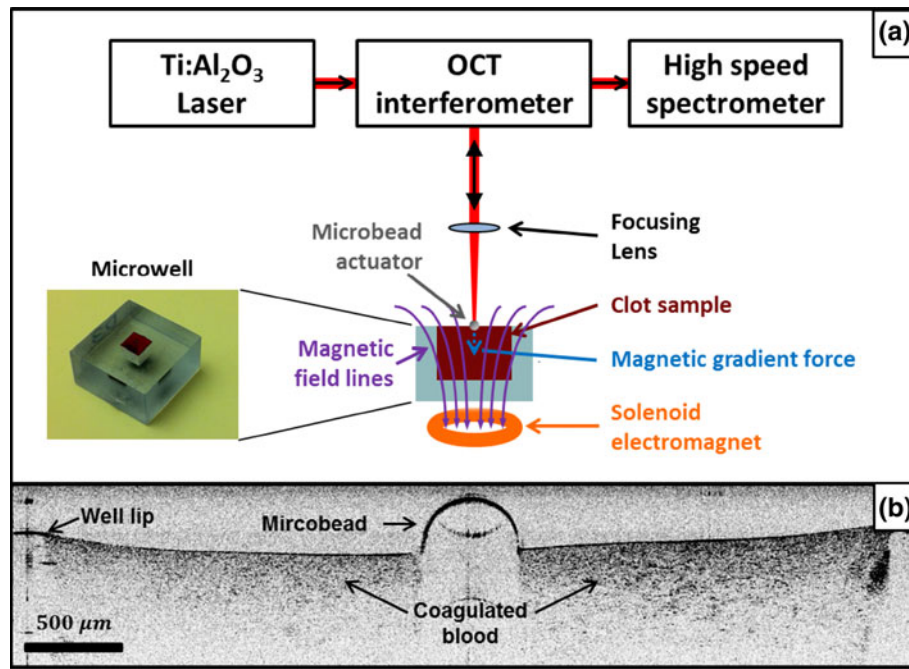 (a)
Ti:Al₂O₃
Laser
OCT
interferometer
High speed
spectrometer
Focusing
Lens
Microbead
actuator
Microwell
Clot sample
Magnetic
field lines
Magnetic gradient force
Solenoid
electromagnet
(b)
Well lip
Mircobead
Coagulated
blood
500 μm